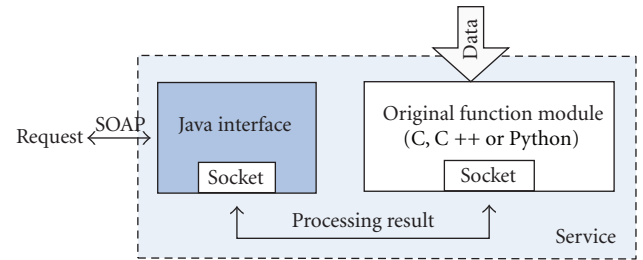 Data
Request
SOAP
Java interface
Socket
Original function module
(C, C ++ or Python)
Socket
Processing result
Service